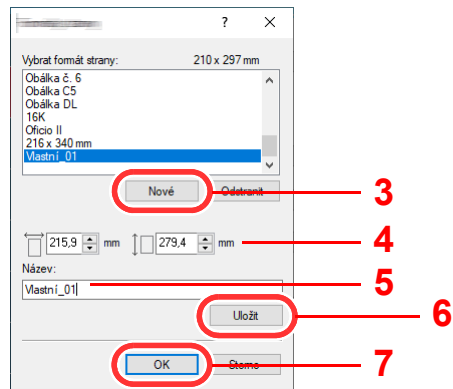 ?
Vybrat formát strany: 210 x 297 mm
Obálka č. 6
Obálka C5
Obálka DL
16K
Oficio II
216 x 340 mm
Vlastní_01
Nové Odstranit 3
215,9 mm 279,4 mm 4
Název:
Vlastní_01 5
Uložit 6
OK Storno 7